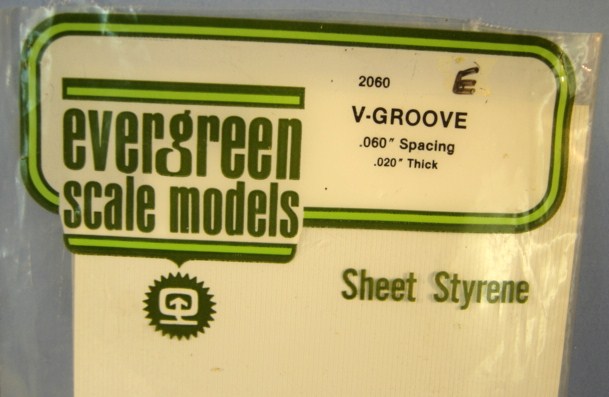 2060 E
V-GROOVE
.060" Spacing
.020" Thick
evergreen
scale models
Sheet Styrene